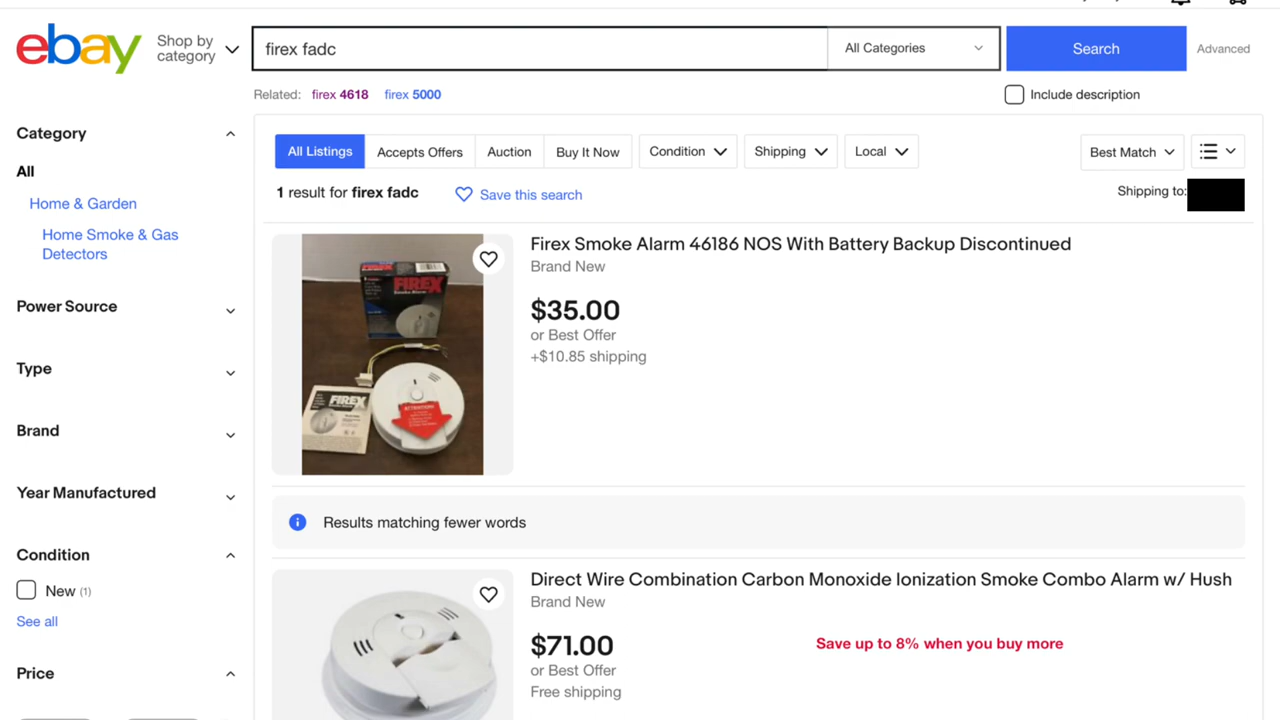 ebay
Shop by
category
firex fadc
All Categories
Search
Advanced
Related: firex 4618 firex 5000
Include description
Category
All
Home & Garden
Home Smoke & Gas
Detectors
Power Source
Type
Brand
Year Manufactured
Condition
New (1)
See all
Price
All Listings
Accepts Offers
Auction
Buy It Now
Condition
Shipping
Local
Best Match
1 result for firex fadc
Save this search
Shipping to:
FIREX
Smoke Alarm
FIREX
ATTENTION!
Firex Smoke Alarm 46186 NOS With Battery Backup Discontinued
Brand New
$35.00
or Best Offer
+$10.85 shipping
Results matching fewer words
Direct Wire Combination Carbon Monoxide Ionization Smoke Combo Alarm w/ Hush
Brand New
$71.00
or Best Offer
Free shipping
Save up to 8% when you buy more